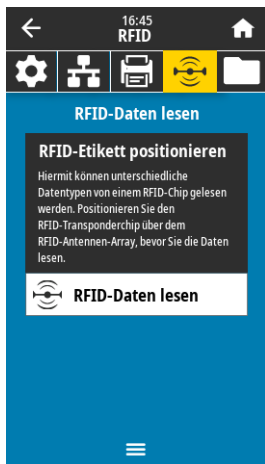 16:45
RFID
RFID-Daten lesen
RFID-Etikett positionieren
Hiermit können unterschiedliche
Datentypen von einem RFID-Chip gelesen
werden. Positionieren Sie den
RFID-Transponderchip über dem
RFID-Antennen-Array, bevor Sie die Daten
lesen.
RFID-Daten lesen